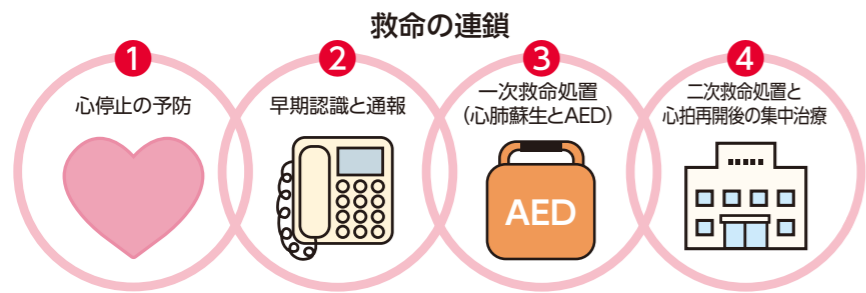 救命の連鎖
1
心停止の予防
2
早期認識と通報
3
一次救命処置
(心肺蘇生とAED)
AED
4
二次救命処置と
心拍再開後の集中治療